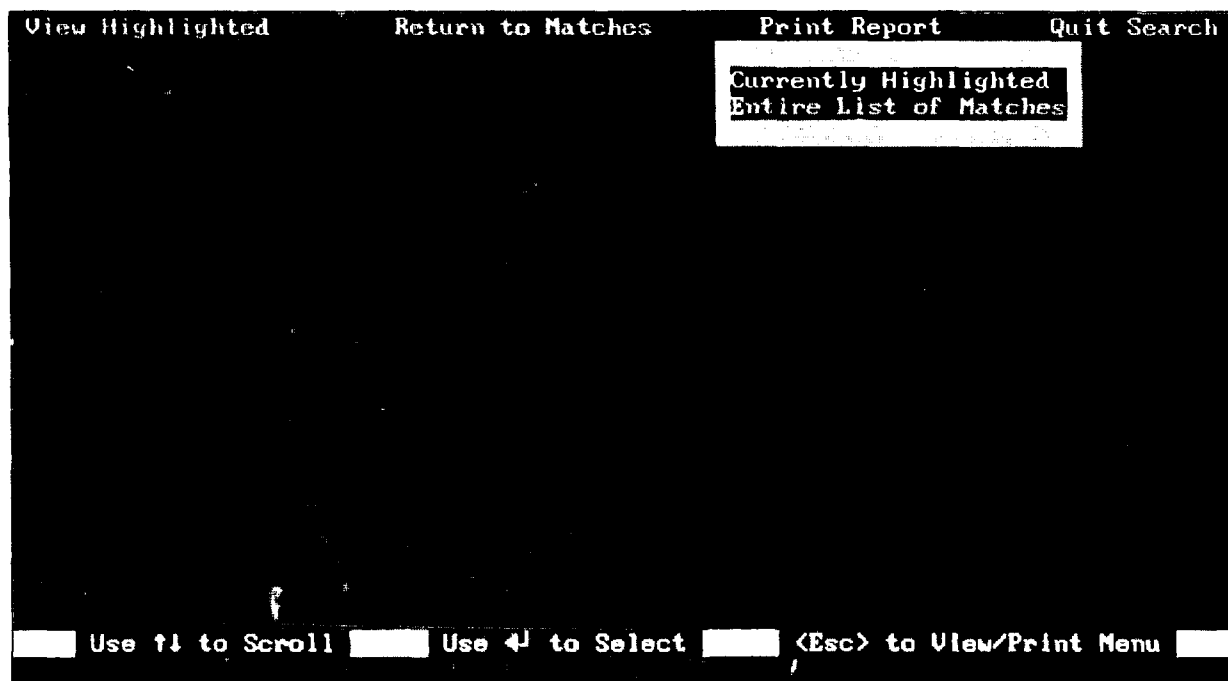 View Highlighted Return to Matches Print Report Quit Search
Currently Highlighted
Entire List of Matches
Use ↑↓ to Scroll Use ↵ to Select <Esc> to View/Print Menu